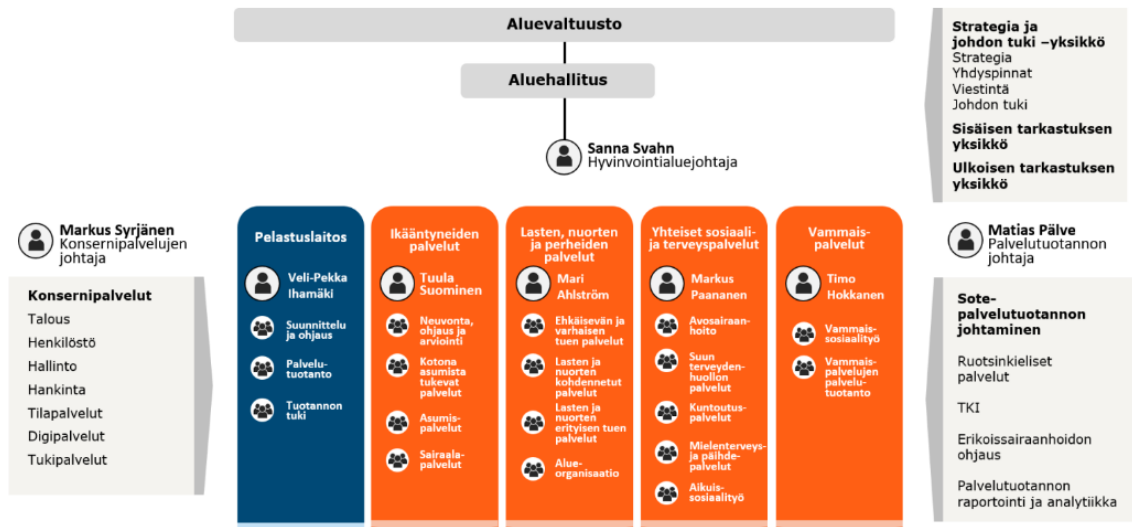 Aluevaltuusto
Aluehallitus
Sanna Svahn
Hyvinvointialuejohtaja
Strategia ja
johdon tuki –yksikkö
Strategia
Yhdyspinnat
Viestintä
Johdon tuki
Sisäisen tarkastuksen
yksikkö
Ulkoisen tarkastuksen
yksikkö
Markus Syrjänen
Konsernipalvelujen
johtaja
Konsernipalvelut
Talous
Henkilöstö
Hallinto
Hankinta
Tilapalvelut
Digipalvelut
Tukipalvelut
Pelastuslaitos
Veli-Pekka
Ihamäki
Suunnittelu
ja ohjaus
Palvelu-
tuotanto
Tuotannon
tuki
Ikääntyneiden
palvelut
Tuula
Suominen
Neuvonta,
ohjaus ja
arviointi
Kotona
asumista
tukevat
palvelut
Asumis-
palvelut
Sairaala-
palvelut
Lasten, nuorten
ja perheiden
palvelut
Mari
Ahlström
Ehkäisevän ja
varhaisen
tuen palvelut
Lasten ja
nuorten
kohdennetut
palvelut
Lasten ja
nuorten
erityisen tuen
palvelut
Alue-
organisaatio
Yhteiset sosiaali-
ja terveyspalvelut
Markus
Paananen
Avosairaan-
hoito
Suun
terveyden-
huollon
palvelut
Kuntoutus-
palvelut
Mielenterveys-
ja päihde-
palvelut
Aikuis-
sosiaalityö
Vammais-
palvelut
Timo
Hokkanen
Vammais-
sosiaalityö
Vammais-
palvelujen
palvelu-
tuotanto
Matias Pälve
Palvelutuotannon
johtaja
Sote-
palvelutuotannon
johtaminen
Ruotsinkieliset
palvelut
TKI
Erikoissairaanhoidon
ohjaus
Palvelutuotannon
raportointi ja analytiikka